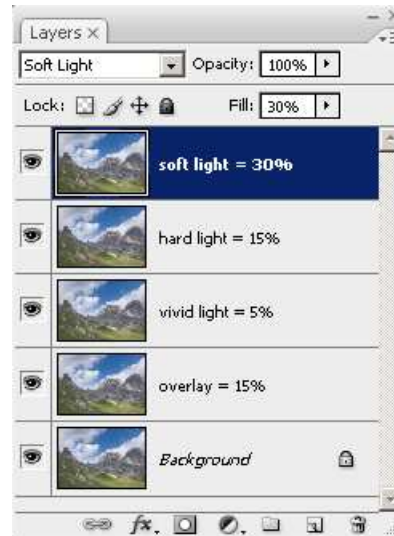 Layers ×
Soft Light Opacity: 100%
Lock: Fill: 30%
soft light = 30%
hard light = 15%
vivid light = 5%
overlay = 15%
Background
fx.